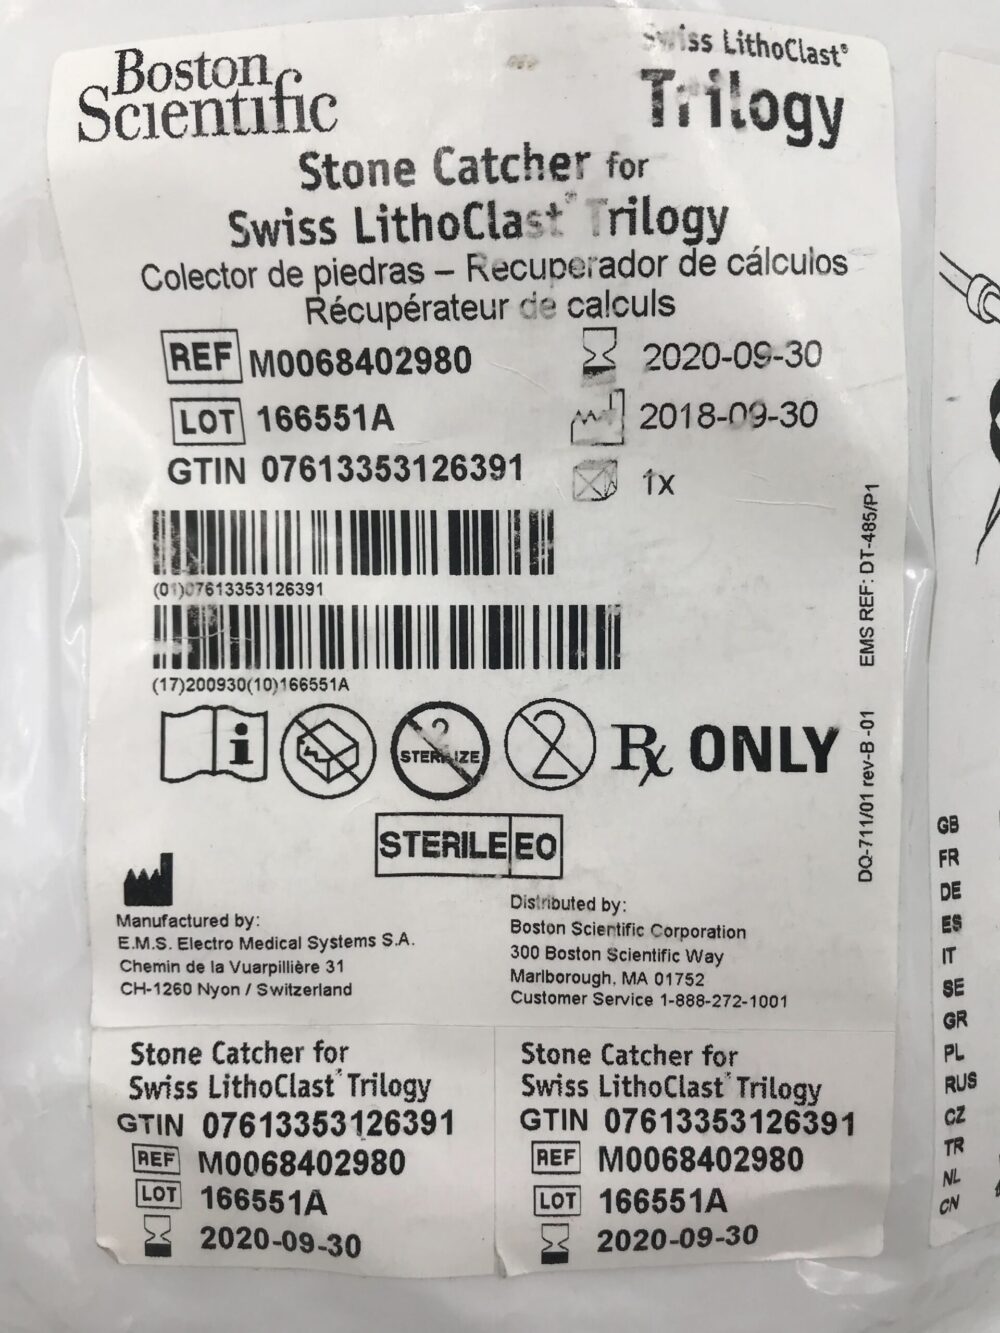 Boston
Scientific
Swiss LithoClast®
Trilogy
Stone Catcher for
Swiss LithoClast® Trilogy
Colector de piedras – Recuperador de cálculos
Récupérateur de calculs
REF M0068402980
2020-09-30
LOT 166551A
2018-09-30
GTIN 07613353126391
1x
(01)07613353126391
(17)200930(10)166551A
EMS REF: DT-485/P1
DQ-711/01 rev-B -01
i
2
STERILIZE
2
Rx ONLY
STERILE EO
Manufactured by:
E.M.S. Electro Medical Systems S.A.
Chemin de la Vuarpillière 31
CH-1260 Nyon / Switzerland
Distributed by:
Boston Scientific Corporation
300 Boston Scientific Way
Marlborough, MA 01752
Customer Service 1-888-272-1001
Stone Catcher for
Swiss LithoClast® Trilogy
GTIN 07613353126391
REF M0068402980
LOT 166551A
2020-09-30
Stone Catcher for
Swiss LithoClast® Trilogy
GTIN 07613353126391
REF M0068402980
LOT 166551A
2020-09-30
GB
FR
DE
ES
IT
SE
GR
PL
RUS
CZ
TR
NL
CN